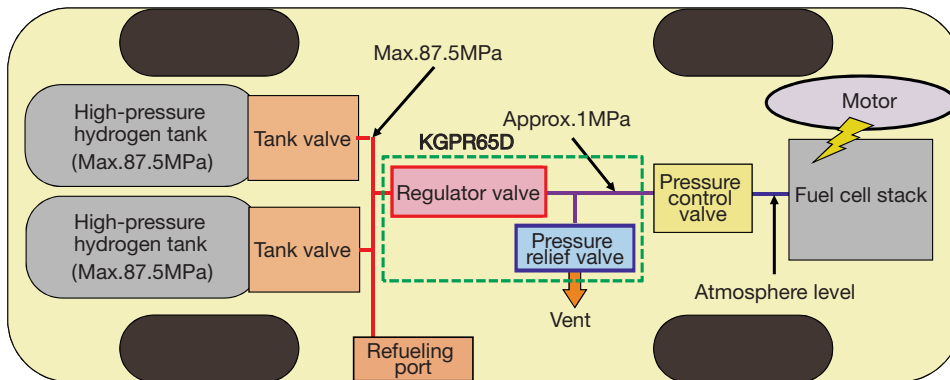 Max.87.5MPa
High-pressure
hydrogen tank
(Max.87.5MPa)
Tank valve
Approx.1MPa
Motor
KGPR65D
Regulator valve
Pressure
control
valve
Fuel cell stack
High-pressure
hydrogen tank
(Max.87.5MPa)
Tank valve
Pressure
relief valve
Atmosphere level
Vent
Refueling
port